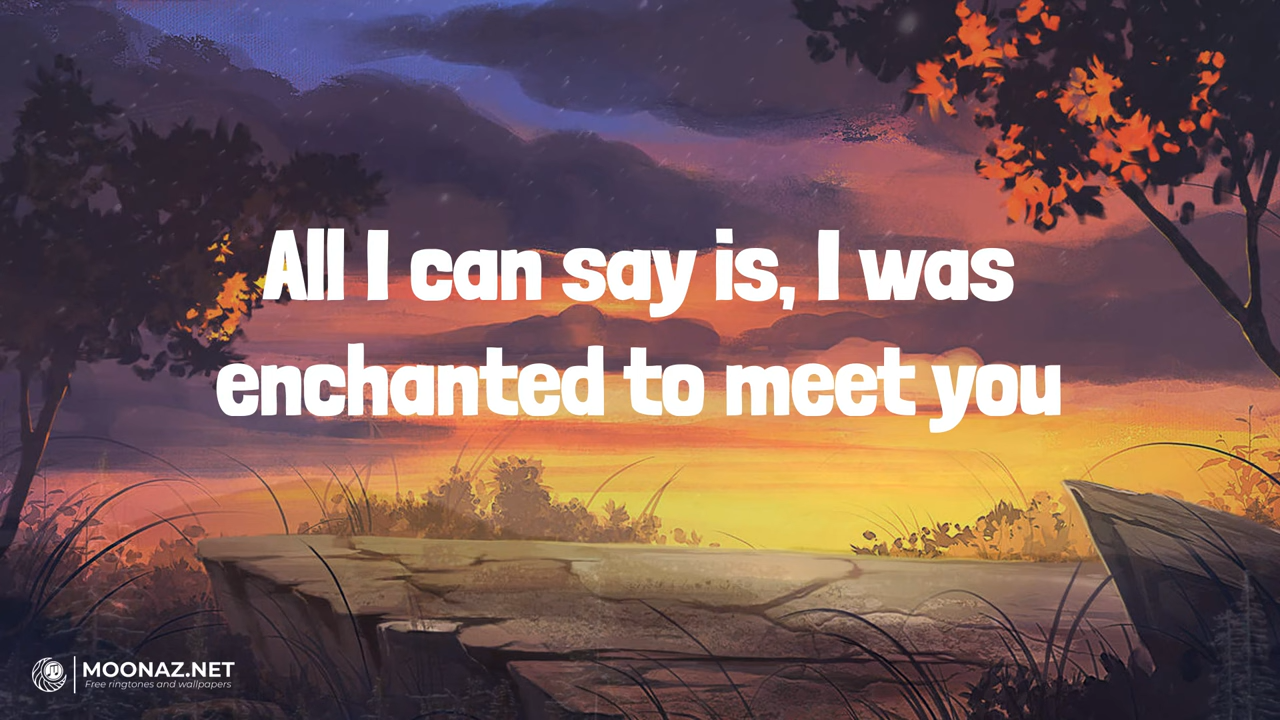 All I can say is, I was
enchanted to meet you
MOONAZ.NET
Free ringtones and wallpapers